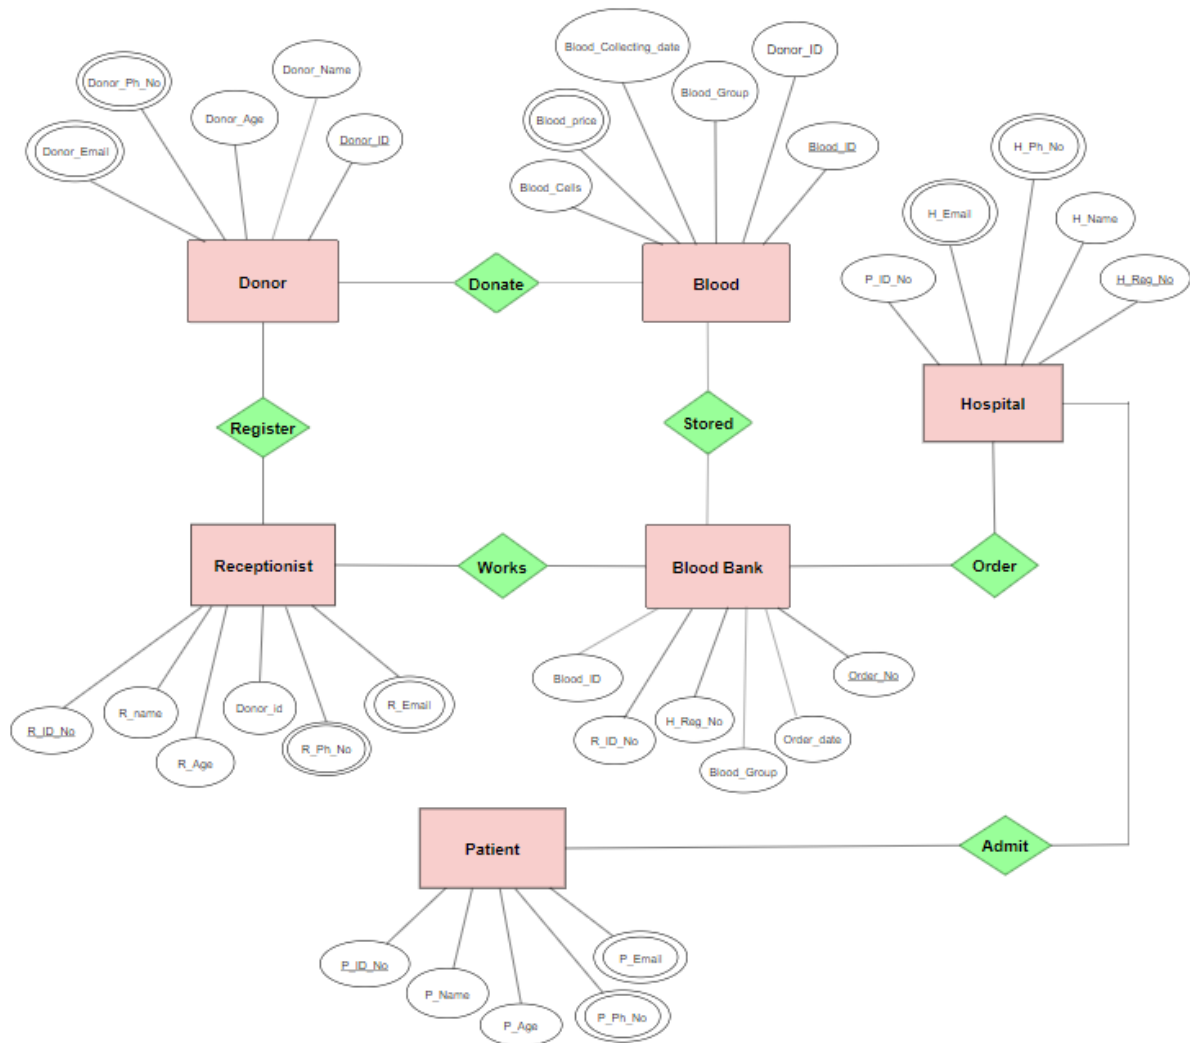 Donor_Ph_No
Donor_Name
Donor_Age
Donor_Email
Donor_ID
Donor
Donate
Blood_Collecting_date
Donor_ID
Blood_Group
Blood_price
Blood_ID
Blood_Cells
Blood
H_Ph_No
H_Email
H_Name
P_ID_No
H_Reg_No
Hospital
Register
Stored
Receptionist
Works
Blood Bank
Order
R_ID_No
R_name
R_Age
Donor_id
R_Ph_No
R_Email
Blood_ID
R_ID_No
H_Reg_No
Blood_Group
Order_date
Order_No
Patient
Admit
P_ID_No
P_Name
P_Age
P_Ph_No
P_Email